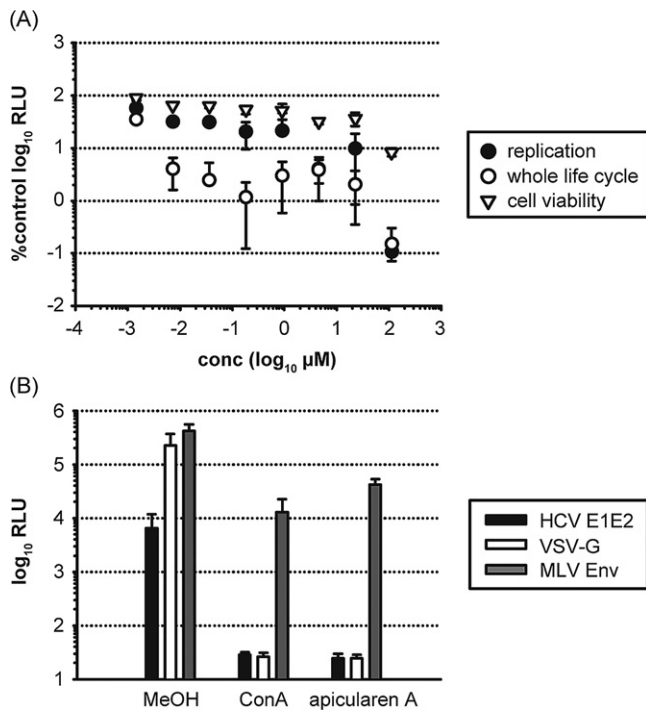 (A)
3
2
1
0
-1
-2
%control log10 RLU
-4 -3 -2 -1 0 1 2 3
conc (log10 µM)
replication
whole life cycle
cell viability
(B)
6
5
4
3
2
1
log10 RLU
MeOH ConA apicularen A
HCV E1E2
VSV-G
MLV Env